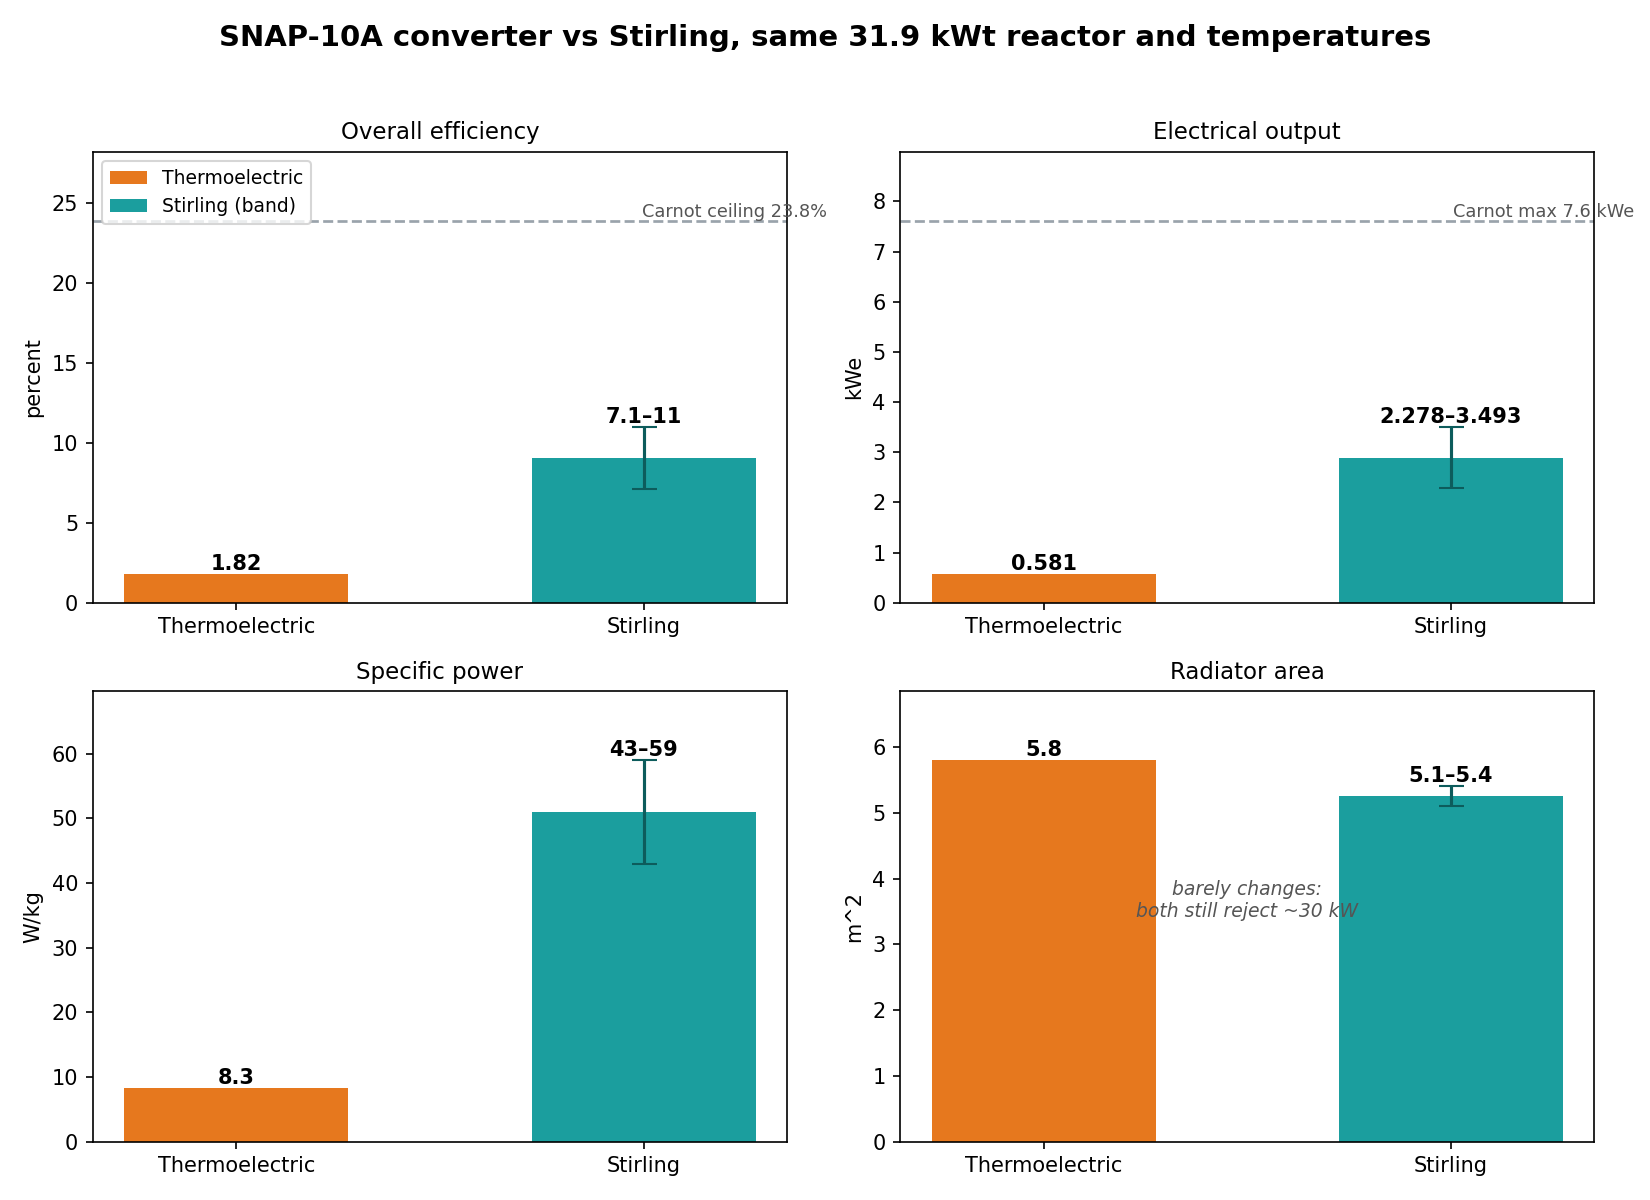 SNAP-10A converter vs Stirling, same 31.9 kWt reactor and temperatures
Overall efficiency
percent
25
20
15
10
5
0
Thermoelectric
Stirling (band)
Carnot ceiling 23.8%
1.82
7.1–11
Thermoelectric
Stirling
Electrical output
kWe
8
7
6
5
4
3
2
1
0
Carnot max 7.6 kWe
0.581
2.278–3.493
Thermoelectric
Stirling
Specific power
W/kg
60
50
40
30
20
10
0
8.3
43–59
Thermoelectric
Stirling
Radiator area
m^2
6
5
4
3
2
1
0
5.8
5.1–5.4
barely changes:
both still reject ~30 kW
Thermoelectric
Stirling